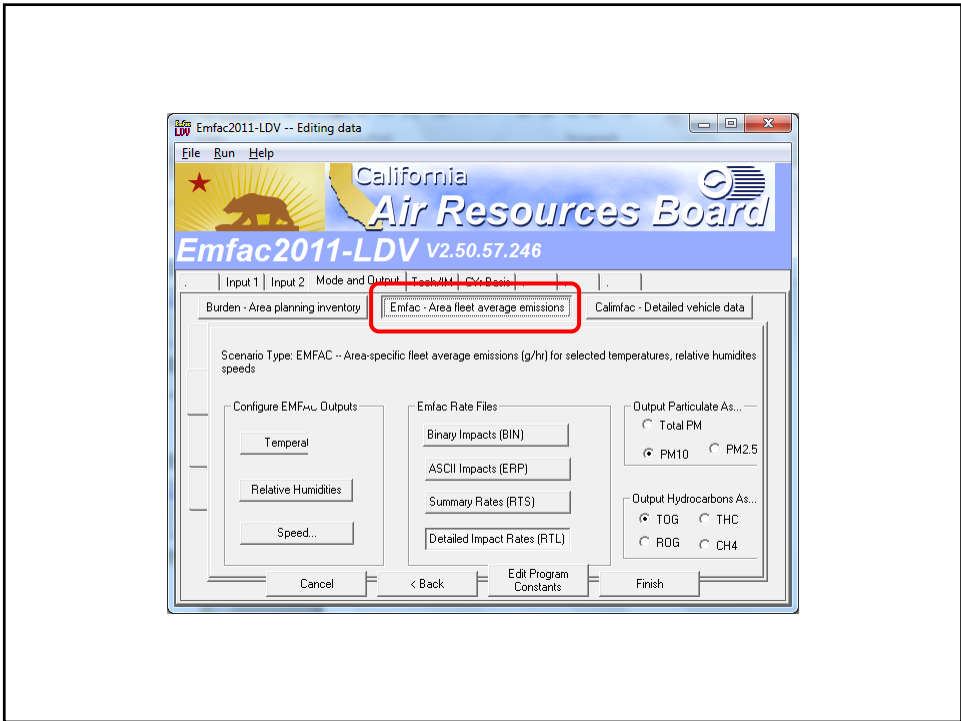 Emfac2011-LDV -- Editing data
File Run Help
California
Air Resources Board
Emfac2011-LDV V2.50.57.246
. Input 1 Input 2 Mode and Output Tech/IM CYr Basis . .
Burden - Area planning inventory Emfac - Area fleet average emissions Calimfac - Detailed vehicle data
Scenario Type: EMFAC -- Area-specific fleet average emissions (g/hr) for selected temperatures, relative humidites
speeds
Configure EMFAC Outputs Emfac Rate Files Output Particulate As...
Total PM
Temperat Binary Impacts (BIN) PM10 PM2.5
ASCII Impacts (ERP)
Relative Humidities Summary Rates (RTS) Output Hydrocarbons As...
TOG THC
Speed... Detailed Impact Rates (RTL) ROG CH4
Cancel < Back Edit Program
Constants Finish